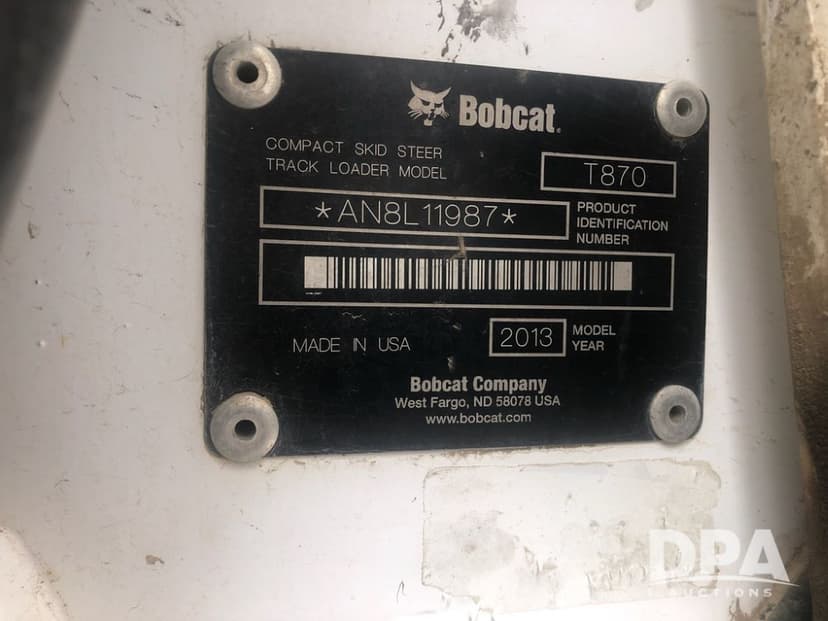 Bobcat
COMPACT SKID STEER
TRACK LOADER MODEL
T870
*AN8L11987*
PRODUCT
IDENTIFICATION
NUMBER
MADE IN USA
2013
MODEL
YEAR
Bobcat Company
West Fargo, ND 58078 USA
www.bobcat.com
DPA
AUCTIONS